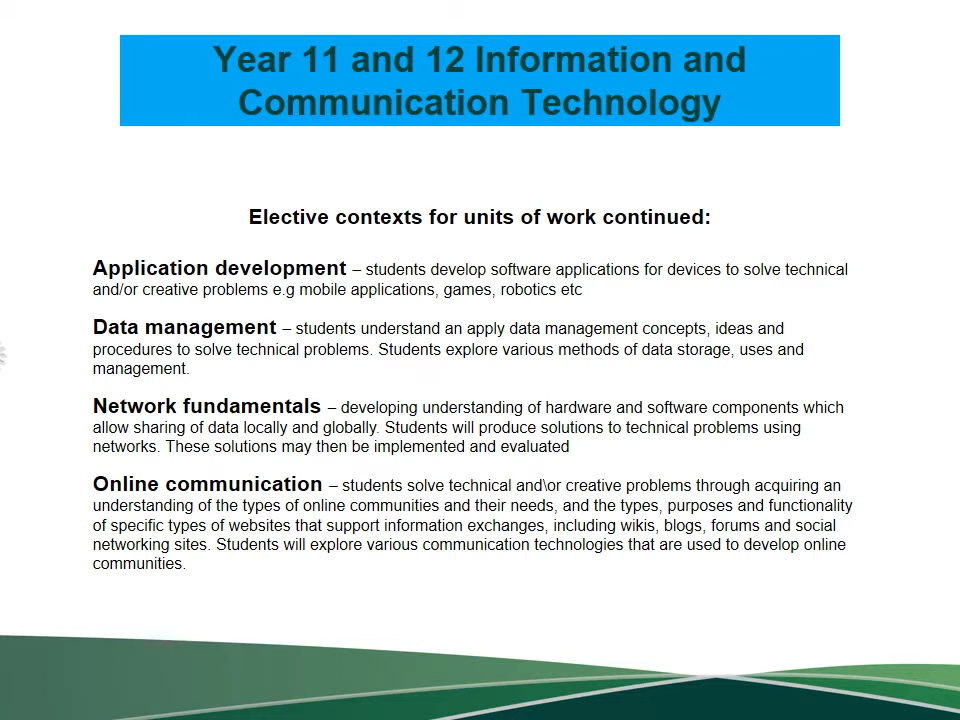 Year 11 and 12 Information and
Communication Technology
Elective contexts for units of work continued:
Application development – students develop software applications for devices to solve technical
and/or creative problems e.g mobile applications, games, robotics etc
Data management – students understand an apply data management concepts, ideas and
procedures to solve technical problems. Students explore various methods of data storage, uses and
management.
Network fundamentals – developing understanding of hardware and software components which
allow sharing of data locally and globally. Students will produce solutions to technical problems using
networks. These solutions may then be implemented and evaluated
Online communication – students solve technical and\or creative problems through acquiring an
understanding of the types of online communities and their needs, and the types, purposes and functionality
of specific types of websites that support information exchanges, including wikis, blogs, forums and social
networking sites. Students will explore various communication technologies that are used to develop online
communities.